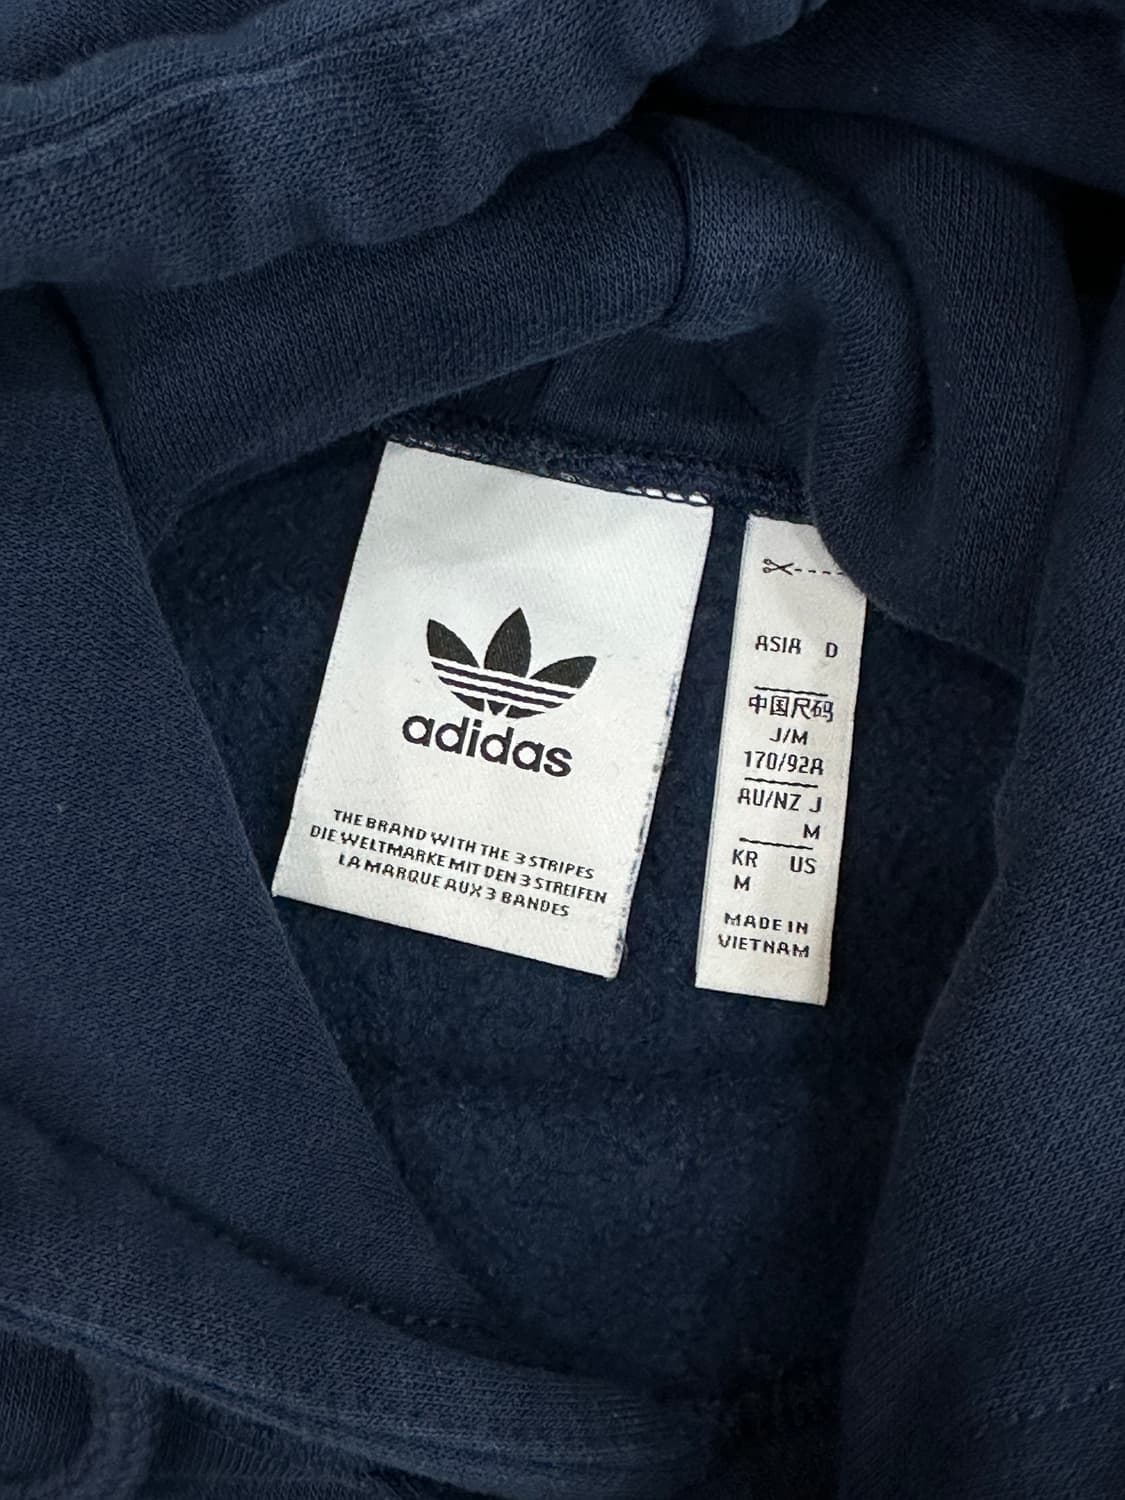 adidas
THE BRAND WITH THE 3 STRIPES
DIE WELTMARKE MIT DEN 3 STREIFEN
LA MARQUE AUX 3 BANDES
ASIA D
中国尺码
J/M
170/92A
AU/NZ J
M
KR US
M
MADE IN
VIETNAM